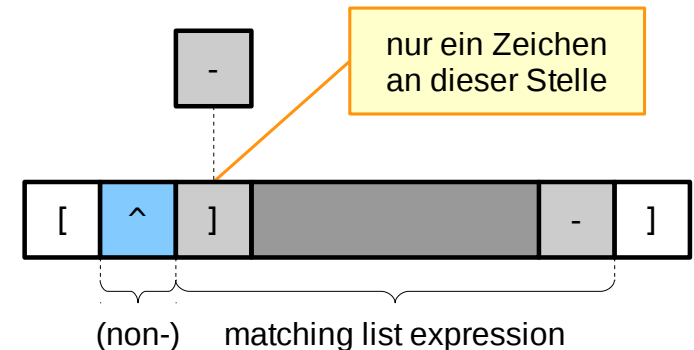 nur ein Zeichen
an dieser Stelle
-
[ ^ ] - ]
(non-) matching list expression